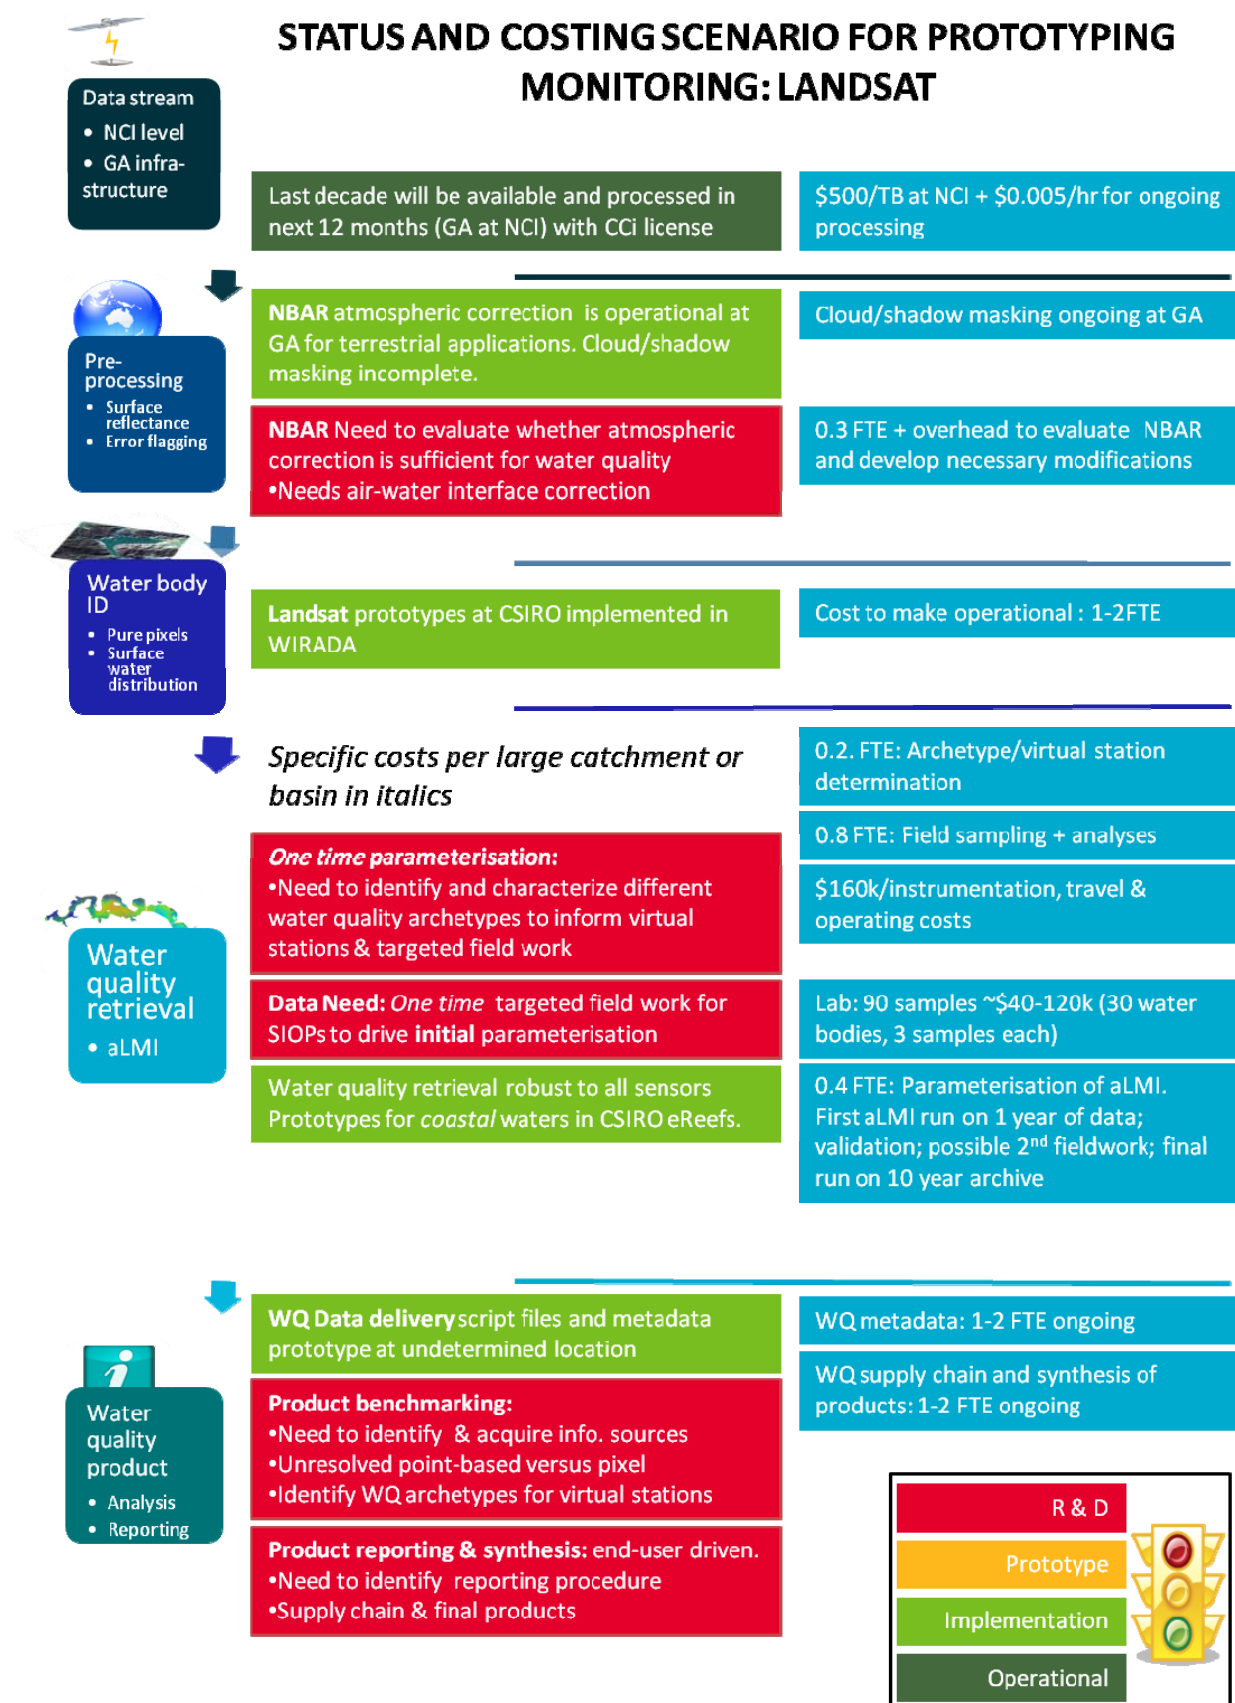 STATUS AND COSTING SCENARIO FOR PROTOTYPING
MONITORING: LANDSAT
Data stream
• NCI level
• GA infra-
structure
Last decade will be available and processed in
next 12 months (GA at NCI) with CCi license
$500/TB at NCI + $0.005/hr for ongoing
processing
Pre-
processing
• Surface
reflectance
• Error flagging
NBAR atmospheric correction is operational at
GA for terrestrial applications. Cloud/shadow
masking incomplete.
Cloud/shadow masking ongoing at GA
NBAR Need to evaluate whether atmospheric
correction is sufficient for water quality
•Needs air-water interface correction
0.3 FTE + overhead to evaluate NBAR
and develop necessary modifications
Water body
ID
• Pure pixels
• Surface
water
distribution
Landsat prototypes at CSIRO implemented in
WIRADA
Cost to make operational : 1-2FTE
Specific costs per large catchment or
basin in italics
0.2. FTE: Archetype/virtual station
determination
0.8 FTE: Field sampling + analyses
$160k/instrumentation, travel &
operating costs
Water
quality
retrieval
• aLMI
One time parameterisation:
•Need to identify and characterize different
water quality archetypes to inform virtual
stations & targeted field work
Data Need: One time targeted field work for
SIOPs to drive initial parameterisation
Lab: 90 samples ~$40-120k (30 water
bodies, 3 samples each)
Water quality retrieval robust to all sensors
Prototypes for coastal waters in CSIRO eReefs.
0.4 FTE: Parameterisation of aLMI.
First aLMI run on 1 year of data;
validation; possible 2nd fieldwork; final
run on 10 year archive
Water
quality
product
• Analysis
• Reporting
WQ Data delivery script files and metadata
prototype at undetermined location
WQ metadata: 1-2 FTE ongoing
WQ supply chain and synthesis of
products: 1-2 FTE ongoing
Product benchmarking:
•Need to identify & acquire info. sources
•Unresolved point-based versus pixel
•Identify WQ archetypes for virtual stations
Product reporting & synthesis: end-user driven.
•Need to identify reporting procedure
•Supply chain & final products
R & D
Prototype
Implementation
Operational